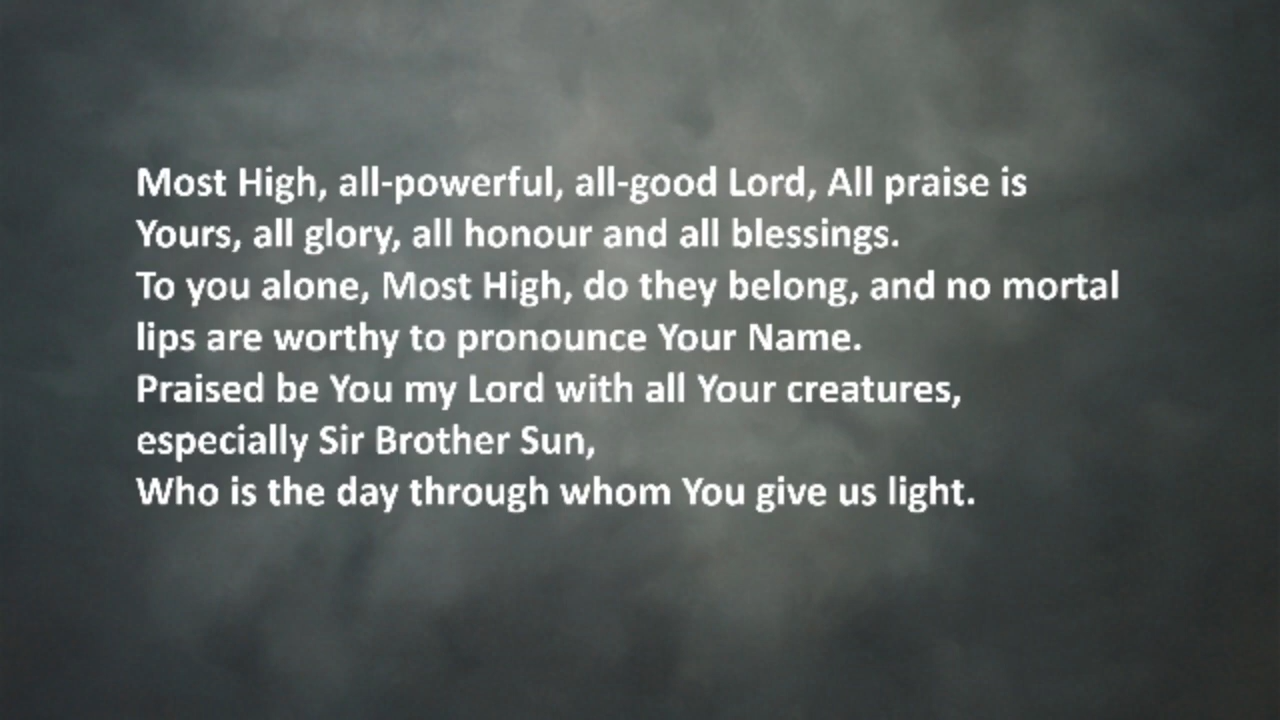 Most High, all-powerful, all-good Lord, All praise is
Yours, all glory, all honour and all blessings.
To you alone, Most High, do they belong, and no mortal
lips are worthy to pronounce Your Name.
Praised be You my Lord with all Your creatures,
especially Sir Brother Sun,
Who is the day through whom You give us light.